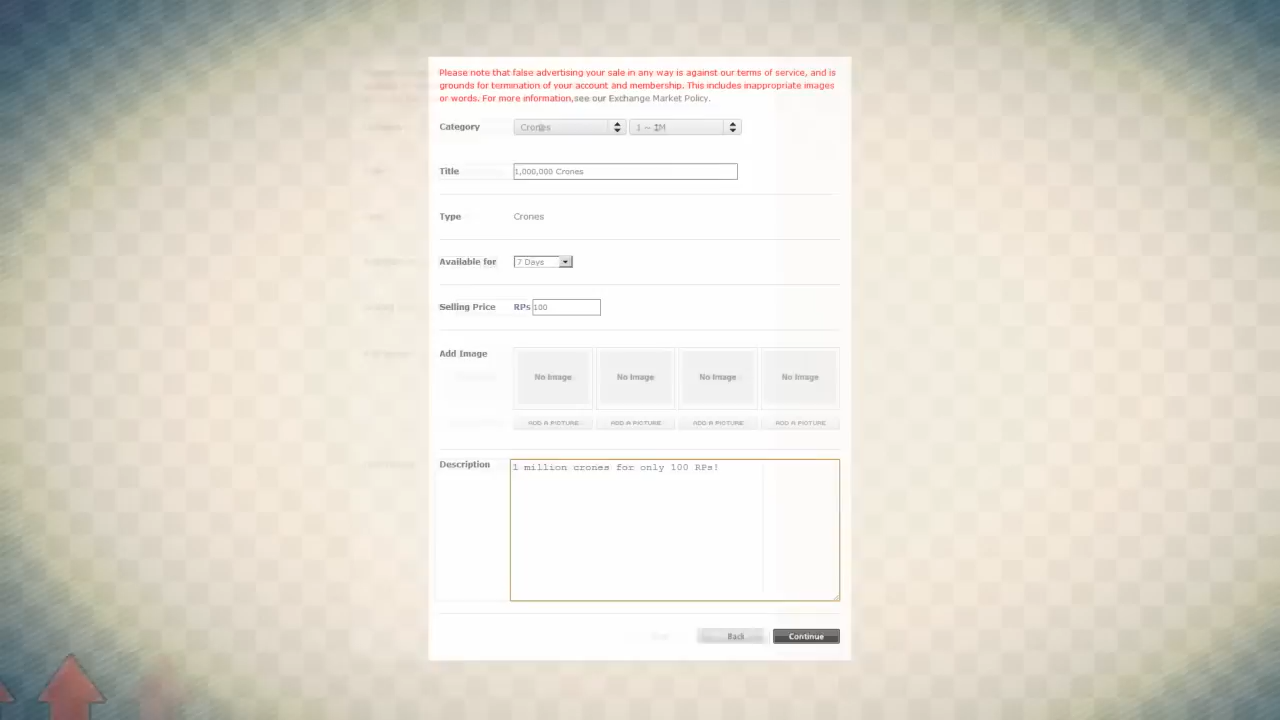 Please note that false advertising your sale in any way is against our terms of service, and is
grounds for termination of your account and membership. This includes inappropriate images
or words. For more information,see our Exchange Market Policy.
Category Crones 1 ~ 1M
Title 1,000,000 Crones
Type Crones
Available for 7 Days
Selling Price RPs 100
Add Image No Image No Image No Image No Image
ADD A PICTURE ADD A PICTURE ADD A PICTURE ADD A PICTURE
Description 1 million crones for only 100 RPs!
Back Continue